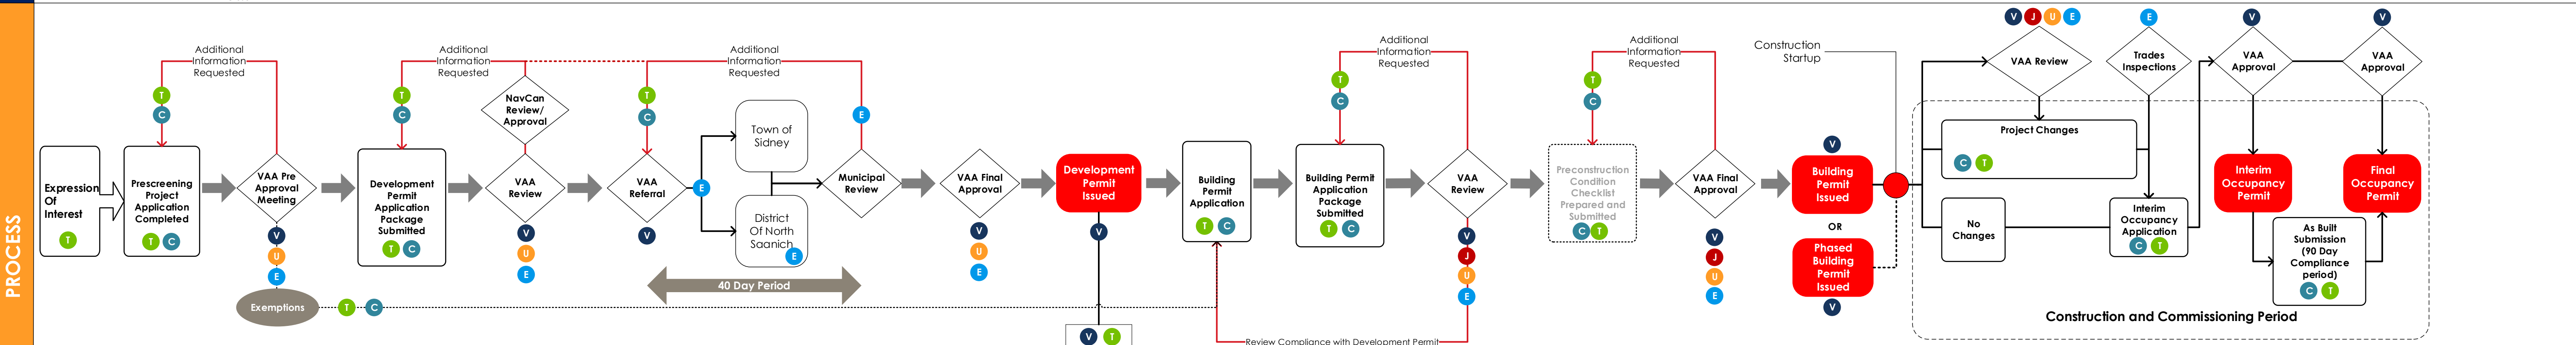 PROCESS
Expression
Of
Interest
T
Additional
Information
Requested
T
C
Prescreening
Project
Application
Completed
T C
VAA Pre
Approval
Meeting
V
U
E
Exemptions
T C
Additional
Information
Requested
T
C
Development
Permit
Application
Package
Submitted
T C
NavCan
Review/
Approval
VAA
Review
V
U
E
Additional
Information
Requested
T
C
VAA
Referral
V
E
Town of
Sidney
District
Of North
Saanich
E
40 Day Period
E
Municipal
Review
VAA Final
Approval
V
U
E
Development
Permit
Issued
V
V T
Building
Permit
Application
T C
Additional
Information
Requested
T
C
Building Permit
Application
Package
Submitted
T C
VAA
Review
V
J
U
E
Review Compliance with Development Permit
Additional
Information
Requested
T
C
Preconstruction
Condition
Checklist
Prepared and
Submitted
C T
VAA Final
Approval
V
J
U
E
V
Building
Permit
Issued
OR
Phased
Building
Permit
Issued
V
Construction
Startup
V J U E
VAA Review
Project Changes
C T
No
Changes
E
Trades
Inspections
Interim
Occupancy
Application
C T
V
VAA
Approval
Interim
Occupancy
Permit
As Built
Submission
(90 Day
Compliance
period)
C T
V
VAA
Approval
Final
Occupancy
Permit
Construction and Commissioning Period